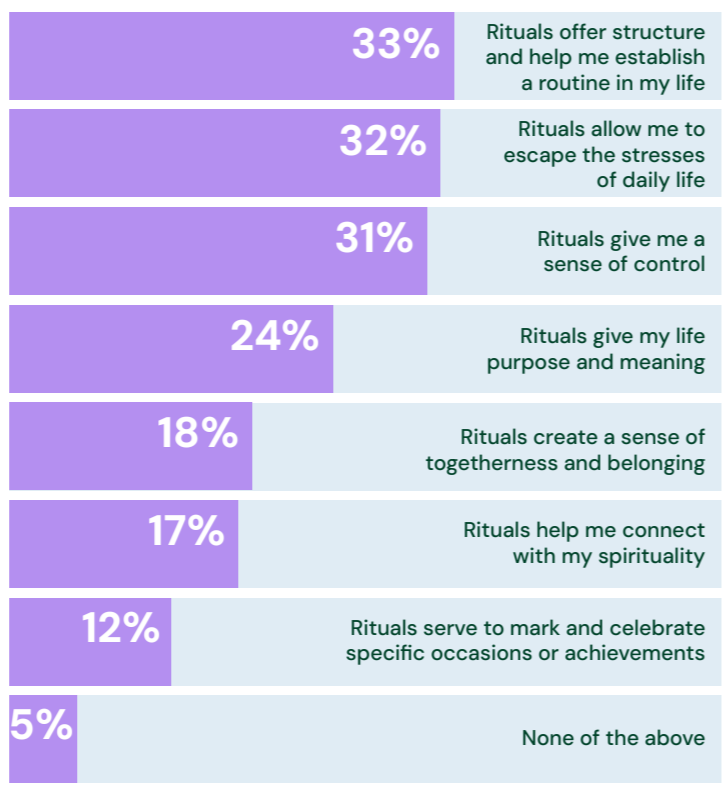 33%
Rituals offer structure
and help me establish
a routine in my life
32%
Rituals allow me to
escape the stresses
of daily life
31%
Rituals give me a
sense of control
24%
Rituals give my life
purpose and meaning
18%
Rituals create a sense of
togetherness and belonging
17%
Rituals help me connect
with my spirituality
12%
Rituals serve to mark and celebrate
specific occasions or achievements
5%
None of the above